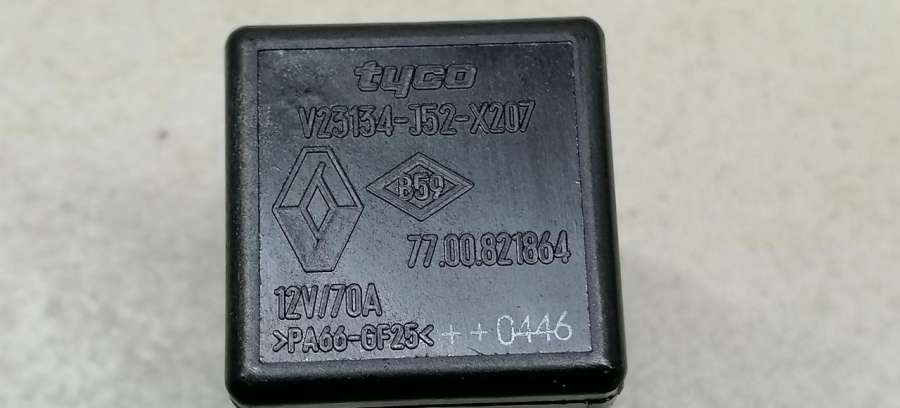 tyco
V23134-J52-X207
B59
77.00.821864
12V/70A
>PA66-GF25< ++0446